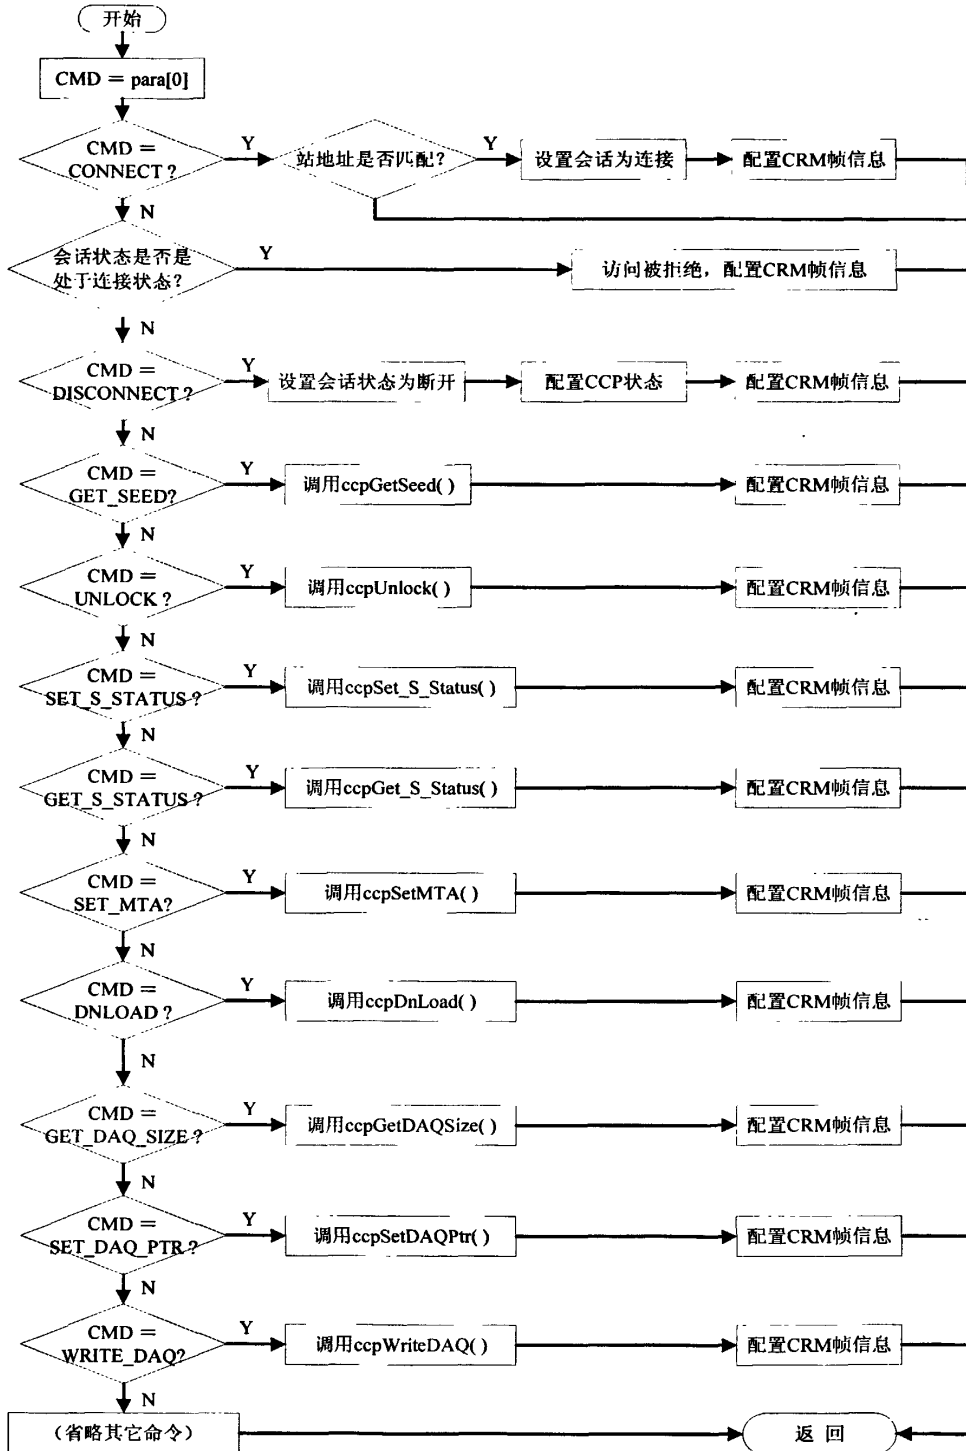 开始
CMD = para[0]
CMD =
CONNECT ?
Y
站地址是否匹配?
Y
设置会话为连接
配置CRM帧信息
N
会话状态是否是
处于连接状态?
Y
访问被拒绝,配置CRM帧信息
N
CMD =
DISCONNECT ?
Y
设置会话状态为断开
配置CCP状态
配置CRM帧信息
N
CMD =
GET_SEED?
Y
调用ccpGetSeed( )
配置CRM帧信息
N
CMD =
UNLOCK ?
Y
调用ccpUnlock( )
配置CRM帧信息
N
CMD =
SET_S_STATUS ?
Y
调用ccpSet_S_Status( )
配置CRM帧信息
N
CMD =
GET_S_STATUS ?
Y
调用ccpGet_S_Status( )
配置CRM帧信息
N
CMD =
SET_MTA?
Y
调用ccpSetMTA( )
配置CRM帧信息
N
CMD =
DNLOAD ?
Y
调用ccpDnLoad( )
配置CRM帧信息
N
CMD =
GET_DAQ_SIZE ?
Y
调用ccpGetDAQSize( )
配置CRM帧信息
N
CMD =
SET_DAQ_PTR ?
Y
调用ccpSetDAQPtr( )
配置CRM帧信息
N
CMD =
WRITE_DAQ?
Y
调用ccpWriteDAQ( )
配置CRM帧信息
N
(省略其它命令)
返 回